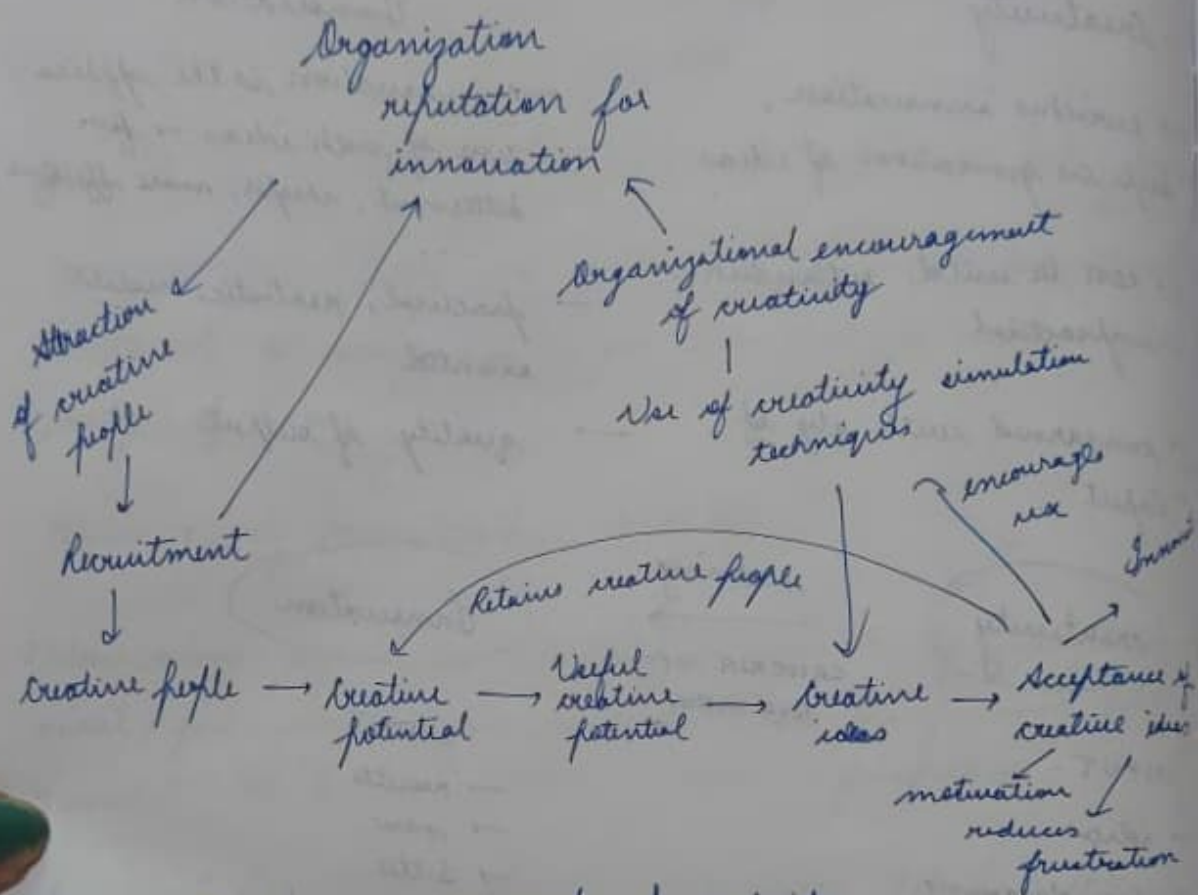 Organization
reputation for
innovation
Organizational encouragement
of creativity
Attraction
of creative
people
Use of creativity simulation
techniques
encourage
use
Recruitment
Retains creative people
Creative people
Creative
potential
Useful
creative
potential
Creative
ideas
Acceptance of
creative
motivation
reduces
frustration